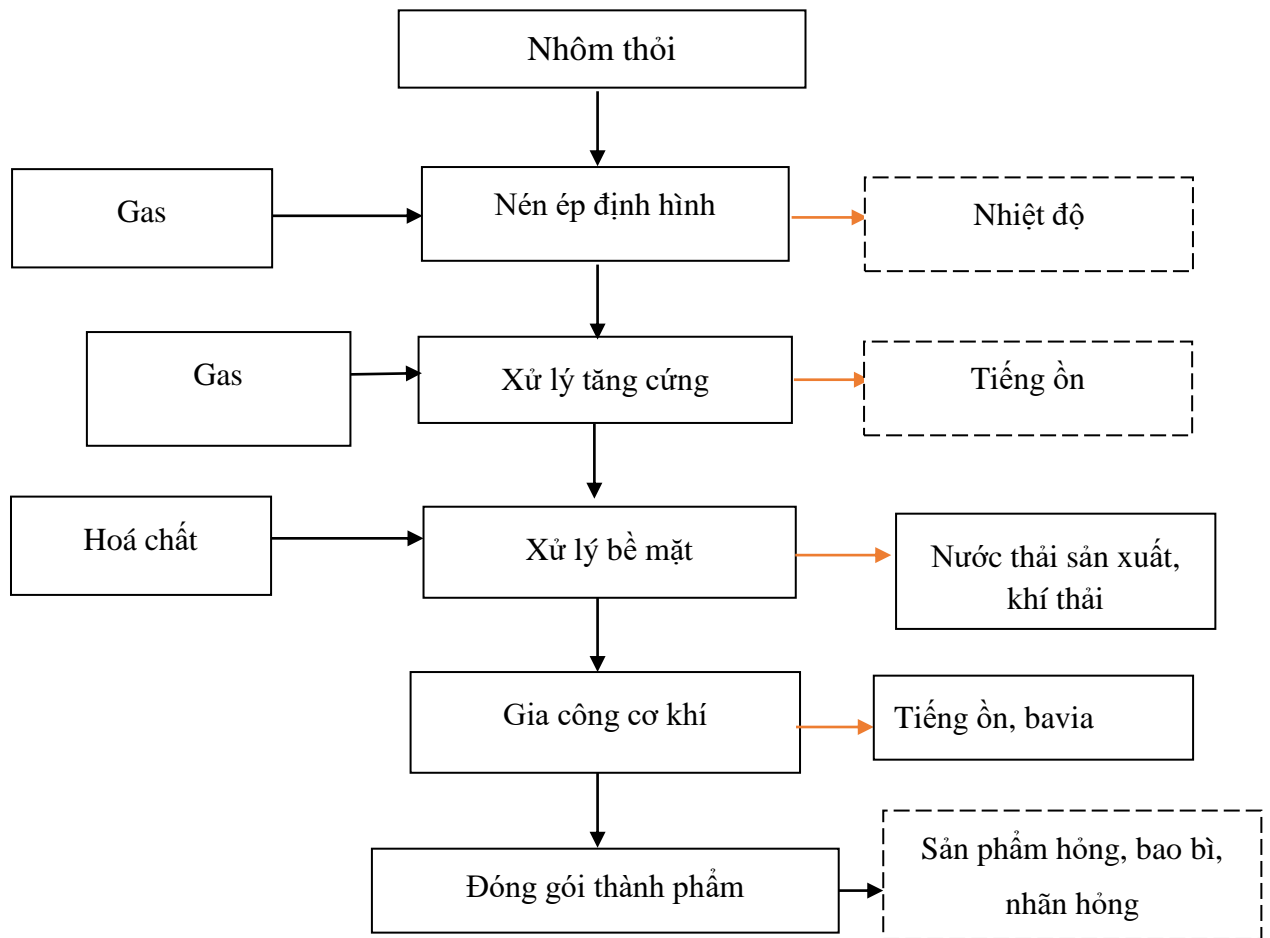 Nhôm thỏi
Gas
Nén ép định hình
Nhiệt độ
Gas
Xử lý tăng cứng
Tiếng ồn
Hoá chất
Xử lý bề mặt
Nước thải sản xuất,
khí thải
Gia công cơ khí
Tiếng ồn, bavia
Đóng gói thành phẩm
Sản phẩm hỏng, bao bì,
nhãn hỏng